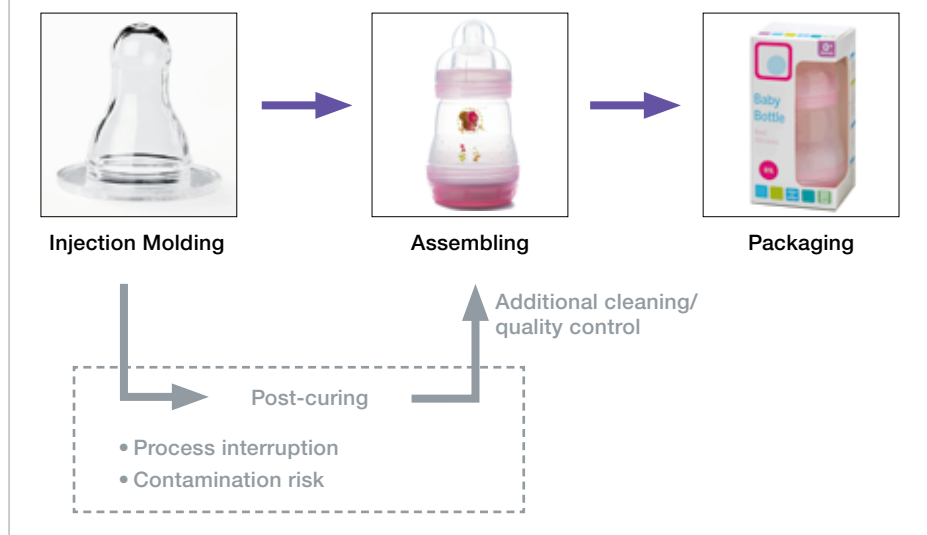 Baby
Bottle
Injection Molding
Assembling
Packaging
Additional cleaning/
quality control
Post-curing
• Process interruption
• Contamination risk